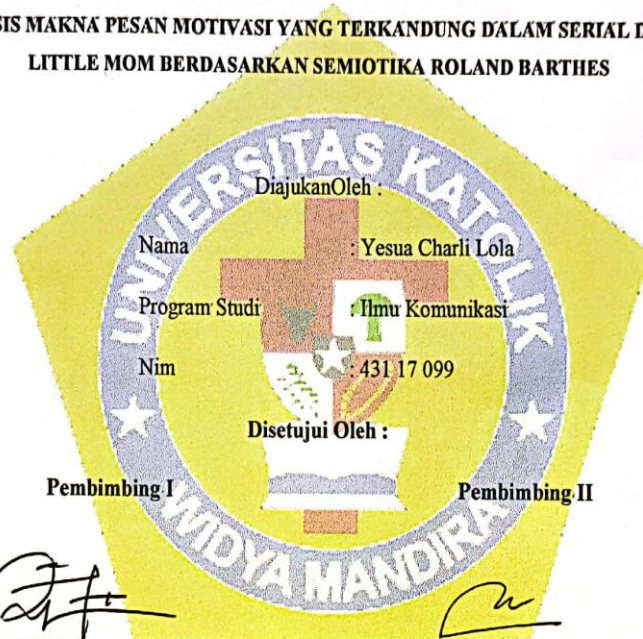 SIS MAKNA PESAN MOTIVASI YANG TERKANDUNG DALAM SERIAL D
LITTLE MOM BERDASARKAN SEMIOTIKA ROLAND BARTHES
UNIVERSITAS KATOLIK
DiajukanOleh :
Nama : Yesua Charli Lola
Program Studi : Ilmu Komunikasi
Nim : 431 17 099
Disetujui Oleh :
Pembimbing I Pembimbing II
WIDYA MANDIRA